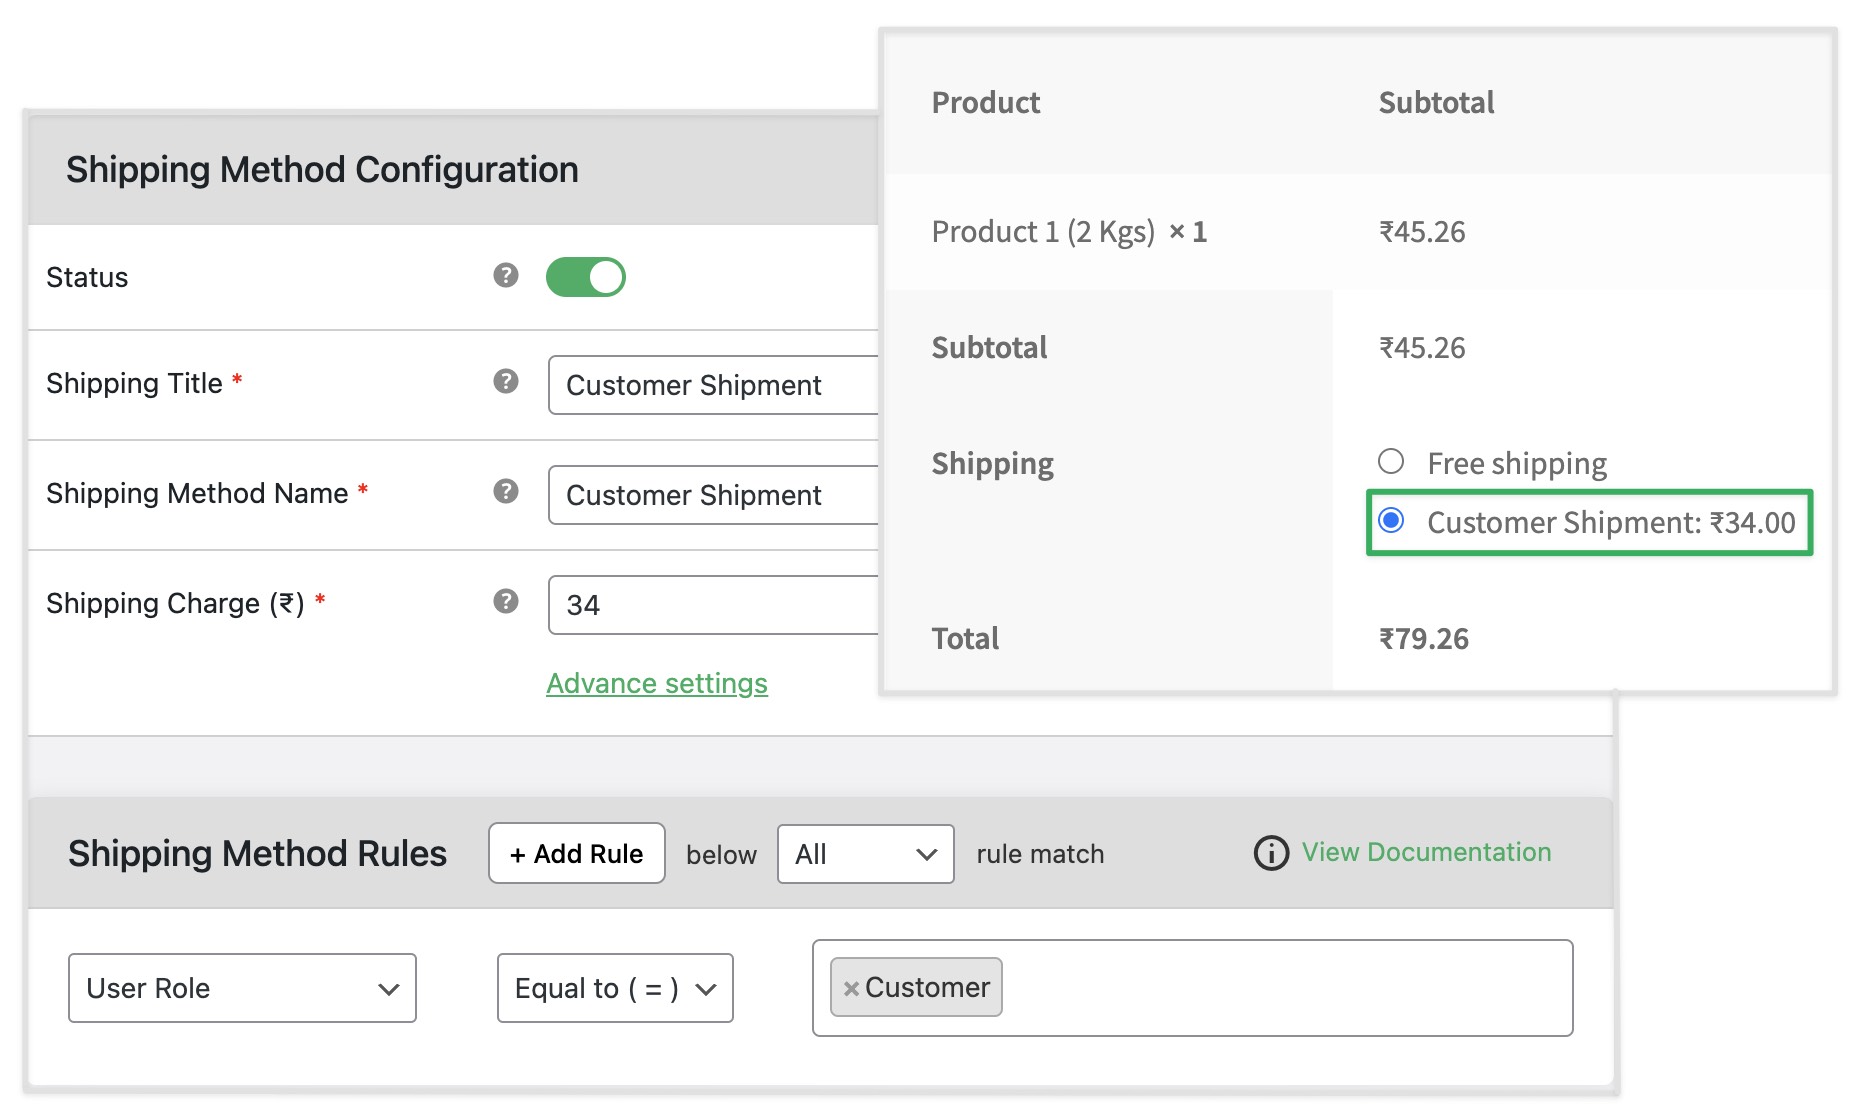 Product Subtotal
Product 1 (2 Kgs) × 1 ₹45.26
Subtotal ₹45.26
Shipping Free shipping
Customer Shipment: ₹34.00
Total ₹79.26
Shipping Method Configuration
Status ?
Shipping Title * ? Customer Shipment
Shipping Method Name * ? Customer Shipment
Shipping Charge (₹) * ? 34
Advance settings
Shipping Method Rules + Add Rule below All rule match i View Documentation
User Role Equal to ( = ) × Customer